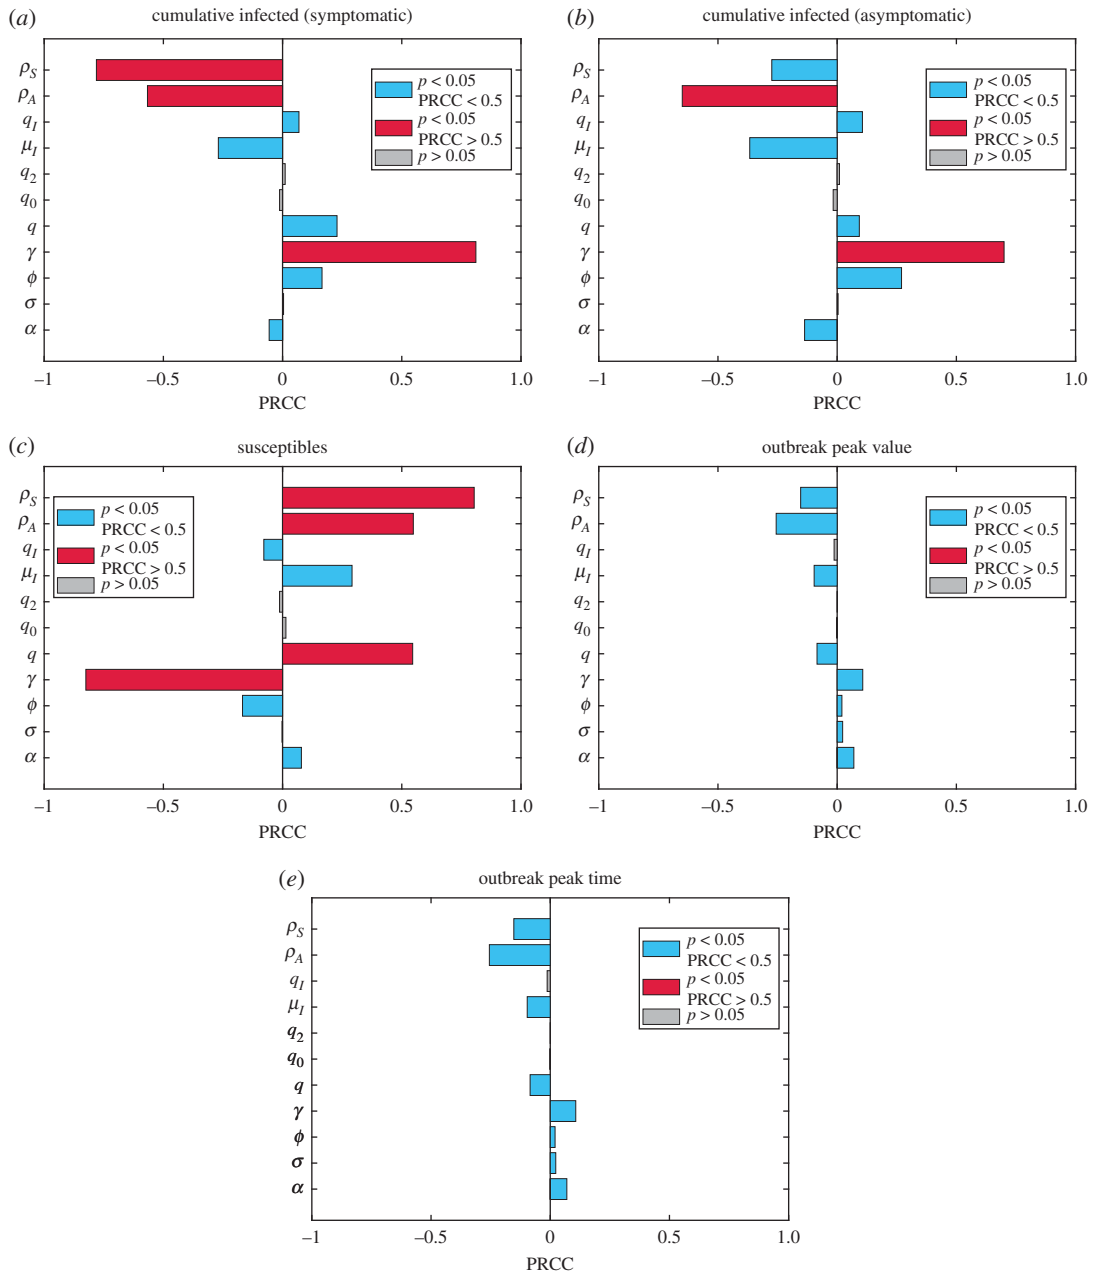 (a)
cumulative infected (symptomatic)
ρS
ρA
qI
μI
q2
q0
q
γ
ϕ
σ
α
p < 0.05
PRCC < 0.5
p < 0.05
PRCC > 0.5
p > 0.05
–1 –0.5 0 0.5 1.0
PRCC
(b)
cumulative infected (asymptomatic)
ρS
ρA
qI
μI
q2
q0
q
γ
ϕ
σ
α
p < 0.05
PRCC < 0.5
p < 0.05
PRCC > 0.5
p > 0.05
–1 –0.5 0 0.5 1.0
PRCC
(c)
susceptibles
ρS
ρA
qI
μI
q2
q0
q
γ
ϕ
σ
α
p < 0.05
PRCC < 0.5
p < 0.05
PRCC > 0.5
p > 0.05
–1 –0.5 0 0.5 1.0
PRCC
(d)
outbreak peak value
ρS
ρA
qI
μI
q2
q0
q
γ
ϕ
σ
α
p < 0.05
PRCC < 0.5
p < 0.05
PRCC > 0.5
p > 0.05
–1 –0.5 0 0.5 1.0
PRCC
(e)
outbreak peak time
ρS
ρA
qI
μI
q2
q0
q
γ
ϕ
σ
α
p < 0.05
PRCC < 0.5
p < 0.05
PRCC > 0.5
p > 0.05
–1 –0.5 0 0.5 1.0
PRCC